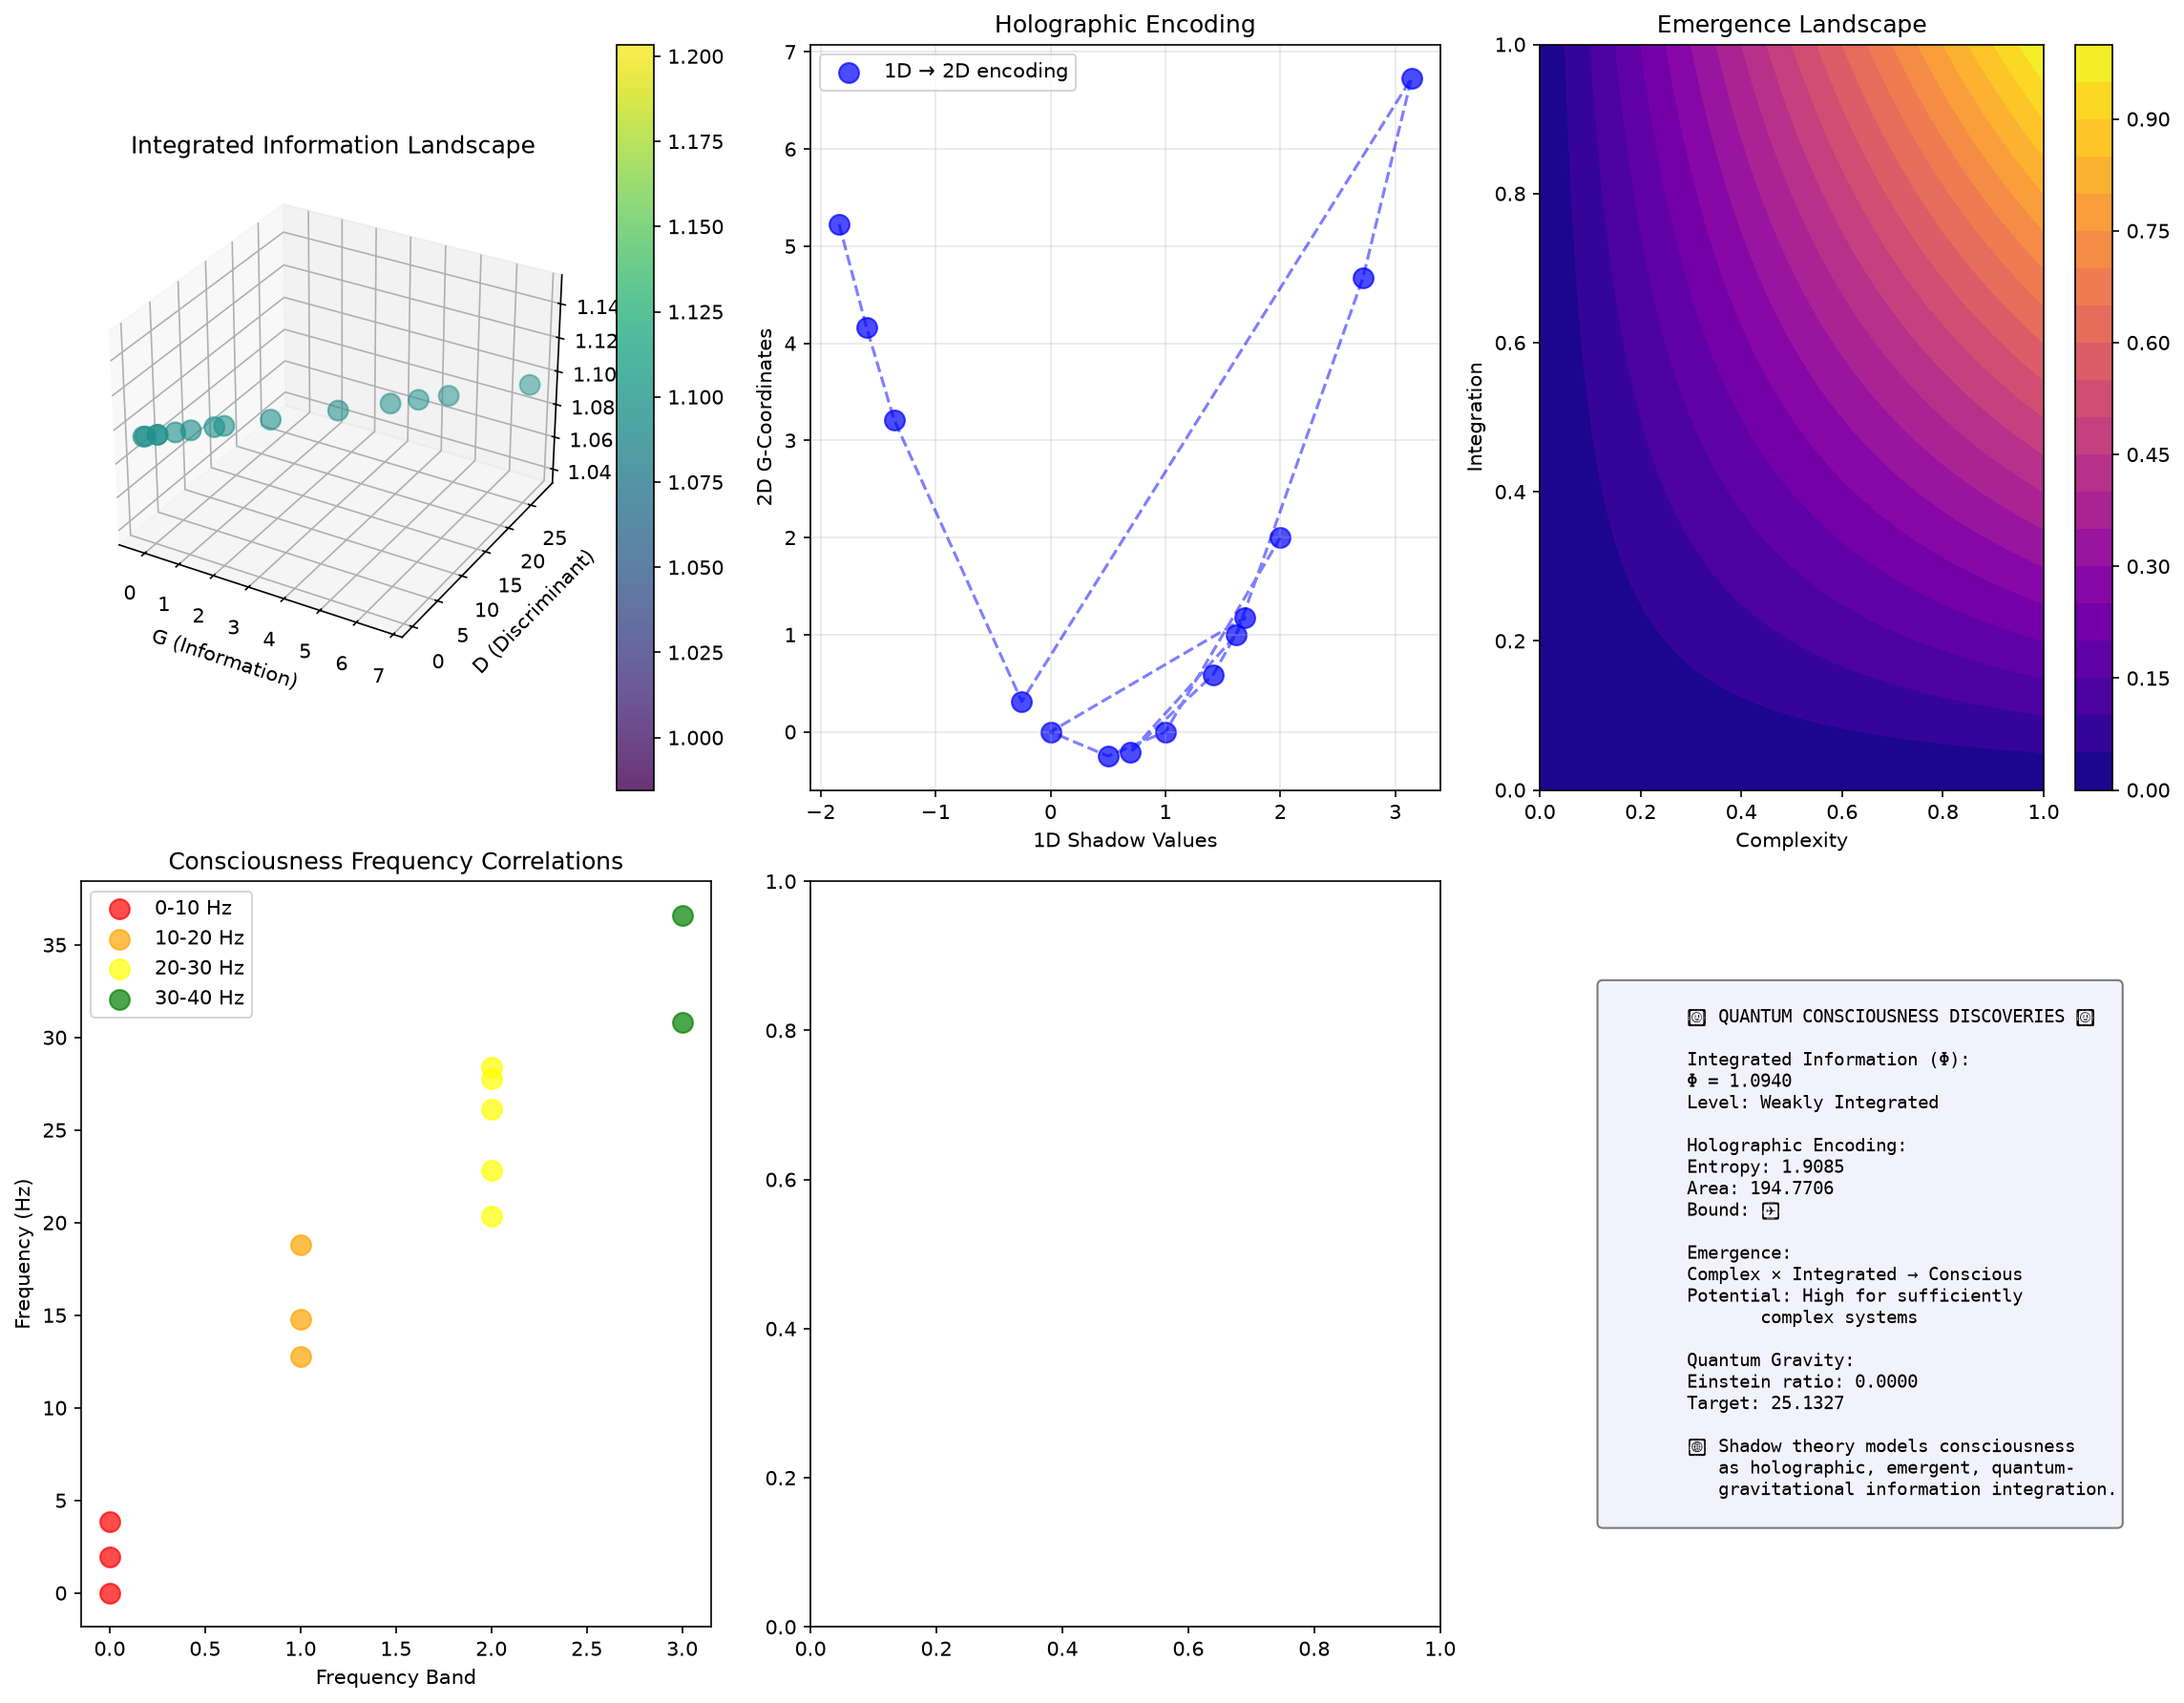 Integrated Information Landscape
1.14
1.12
1.10
1.08
1.06
1.04
0
1
2
3
4
5
6
7
G (Information)
0
5
10
15
20
25
D (Discriminant)
1.200
1.175
1.150
1.125
1.100
1.075
1.050
1.025
1.000
Holographic Encoding
1D → 2D encoding
7
6
5
4
3
2
1
0
2D G-Coordinates
−2 −1 0 1 2 3
1D Shadow Values
Emergence Landscape
1.0
0.8
0.6
0.4
0.2
0.0
Integration
0.0 0.2 0.4 0.6 0.8 1.0
Complexity
0.90
0.75
0.60
0.45
0.30
0.15
0.00
Consciousness Frequency Correlations
0-10 Hz
10-20 Hz
20-30 Hz
30-40 Hz
35
30
25
20
15
10
5
0
Frequency (Hz)
0.0 0.5 1.0 1.5 2.0 2.5 3.0
Frequency Band
1.0
0.8
0.6
0.4
0.2
0.0
0.0 0.2 0.4 0.6 0.8 1.0
QUANTUM CONSCIOUSNESS DISCOVERIES
Integrated Information (Φ):
Φ = 1.0940
Level: Weakly Integrated
Holographic Encoding:
Entropy: 1.9085
Area: 194.7706
Bound:
Emergence:
Complex × Integrated → Conscious
Potential: High for sufficiently
complex systems
Quantum Gravity:
Einstein ratio: 0.0000
Target: 25.1327
Shadow theory models consciousness
as holographic, emergent, quantum-
gravitational information integration.